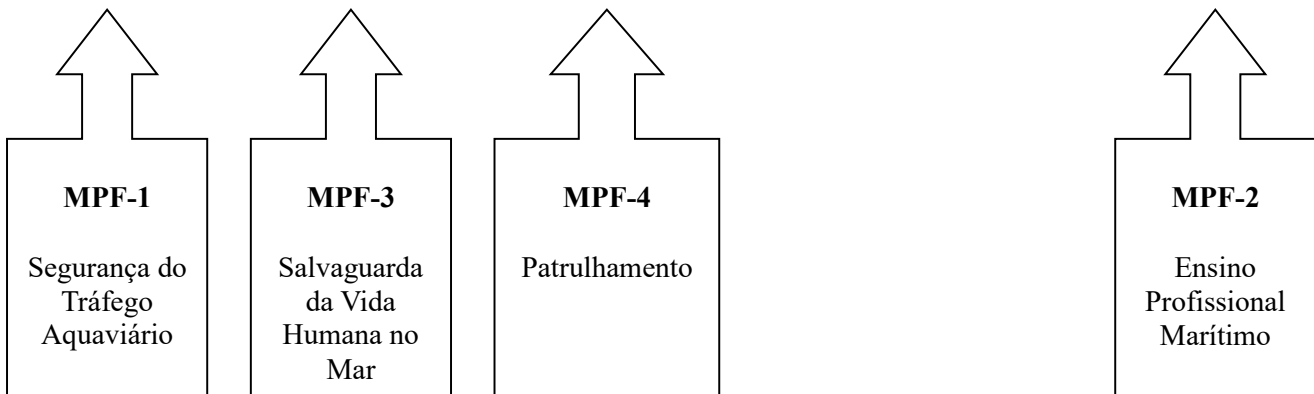 MPF-1
Segurança do
Tráfego
Aquaviário
MPF-3
Salvaguarda
da Vida
Humana no
Mar
MPF-4
Patrulhamento
MPF-2
Ensino
Profissional
Marítimo